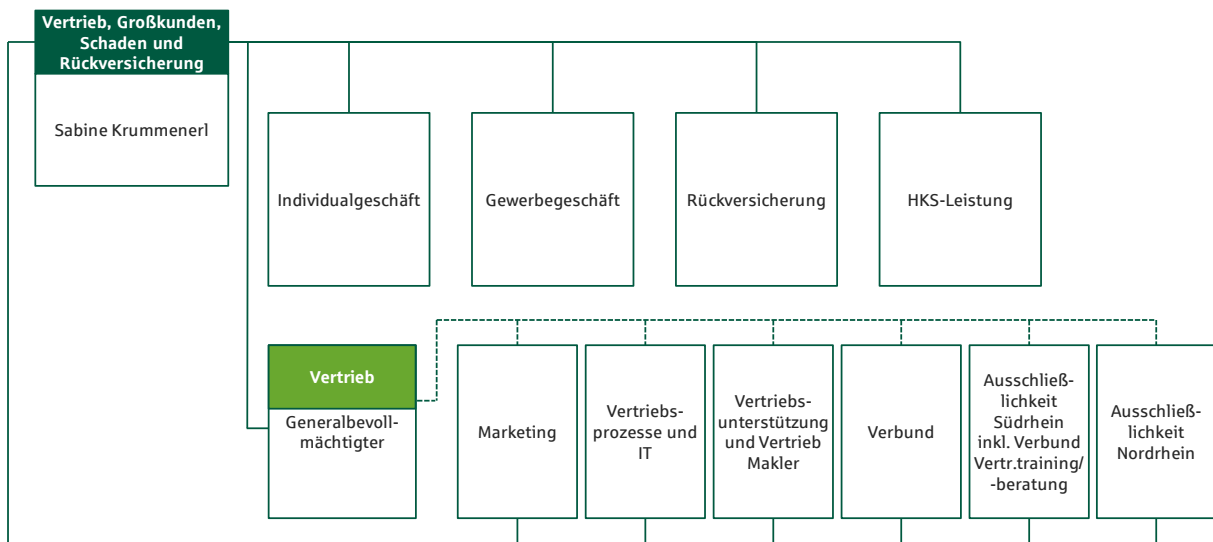 Vertrieb, Großkunden,
Schaden und
Rückversicherung
Sabine Krummenerl
Individualgeschäft
Gewerbegeschäft
Rückversicherung
HKS-Leistung
Vertrieb
Generalbevoll-
mächtigter
Marketing
Vertriebs-
prozesse und
IT
Vertriebs-
unterstützung
und Vertrieb
Makler
Verbund
Ausschließ-
lichkeit
Südrhein
inkl. Verbund
Vertr.training/
-beratung
Ausschließ-
lichkeit
Nordrhein